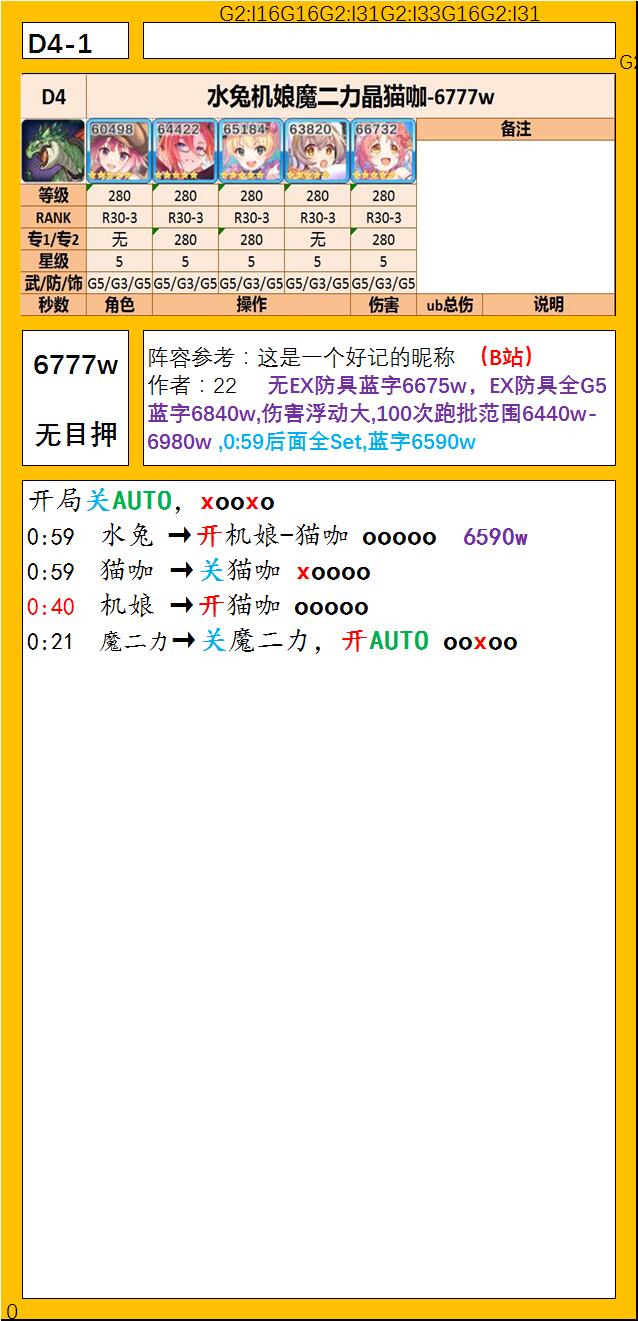 G2:I16G16G2:I31G2:I33G16G2:I31
D4-1
G2
D4 水兔机娘魔二力晶猫咖-6777w
60498 64422 65184 63820 66732 备注
等级 280 280 280 280 280
RANK R30-3 R30-3 R30-3 R30-3 R30-3
专1/专2 无 280 280 无 280
星级 5 5 5 5 5
武/防/饰 G5/G3/G5 G5/G3/G5 G5/G3/G5 G5/G3/G5 G5/G3/G5
秒数 角色 操作 伤害 ub总伤 说明
6777w
无目押
阵容参考：这是一个好记的昵称 （B站）
作者：22 无EX防具蓝字6675w，EX防具全G5
蓝字6840w,伤害浮动大,100次跑批范围6440w-
6980w ,0:59后面全Set,蓝字6590w
开局关AUTO，xooxo
0:59 水兔 →开机娘-猫咖 ooooo 6590w
0:59 猫咖 →关猫咖 xoooo
0:40 机娘 →开猫咖 ooooo
0:21 魔二力→关魔二力，开AUTO ooxoo
0